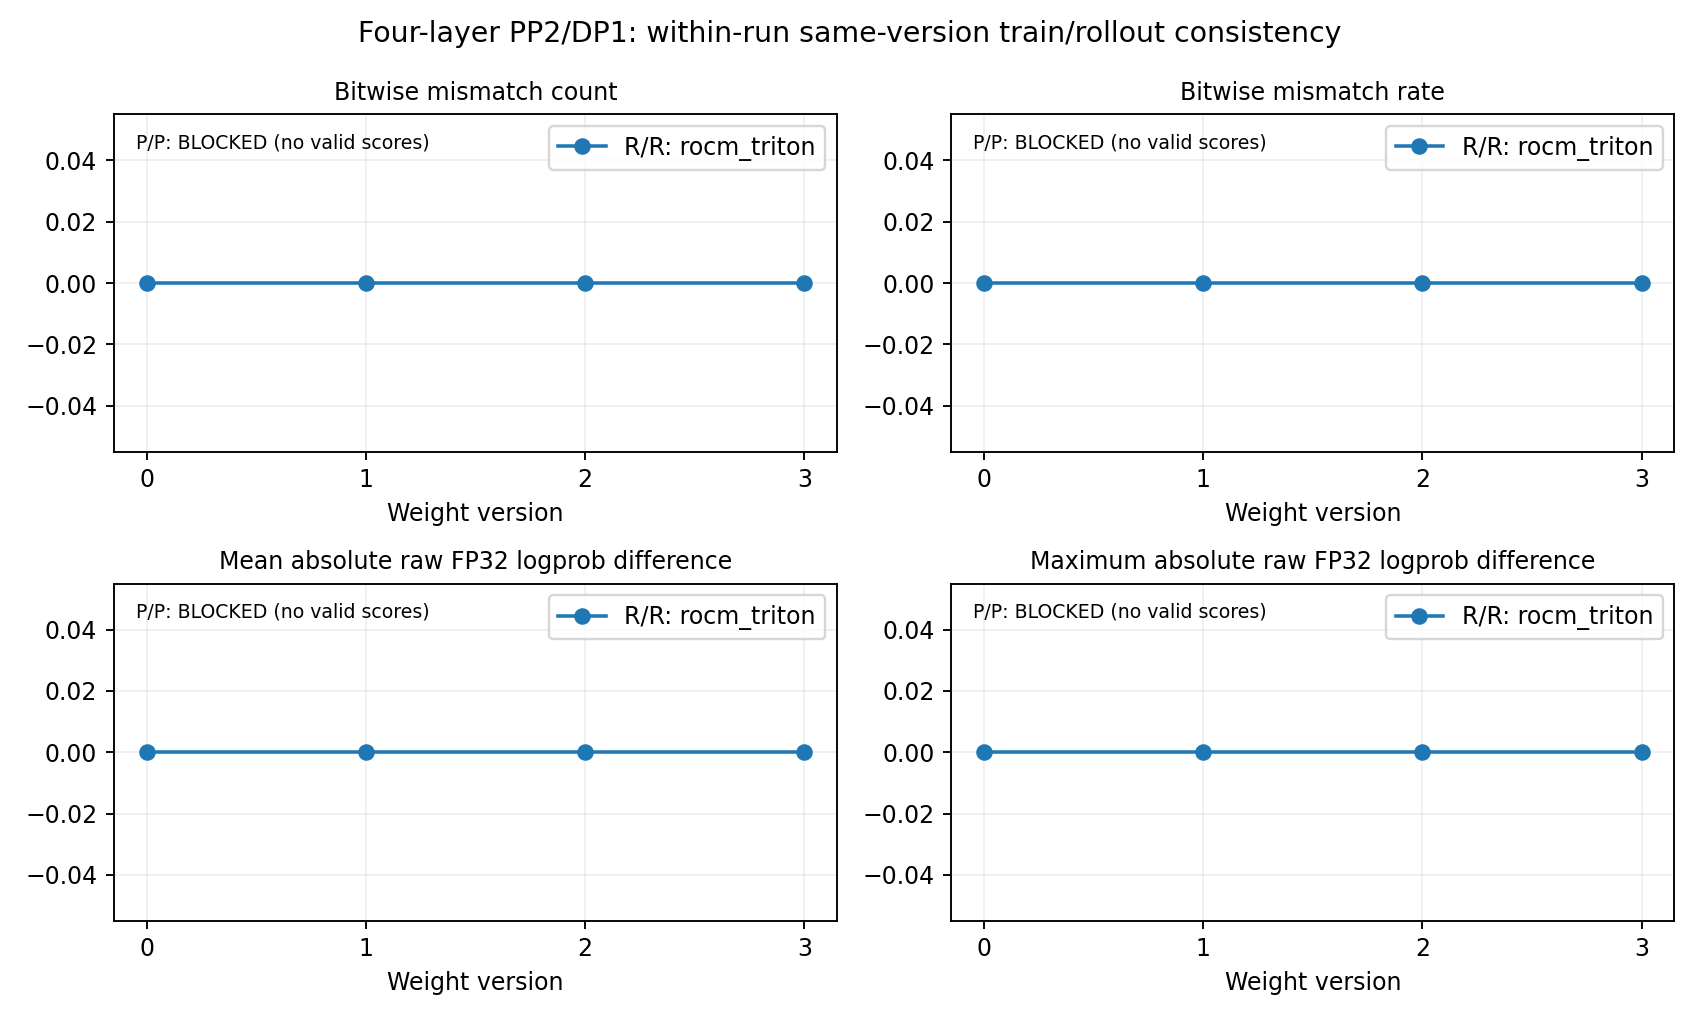 Four-layer PP2/DP1: within-run same-version train/rollout consistency
Bitwise mismatch count
P/P: BLOCKED (no valid scores)
R/R: rocm_triton
0.04
0.02
0.00
−0.02
−0.04
0 1 2 3
Weight version
Bitwise mismatch rate
P/P: BLOCKED (no valid scores)
R/R: rocm_triton
0.04
0.02
0.00
−0.02
−0.04
0 1 2 3
Weight version
Mean absolute raw FP32 logprob difference
P/P: BLOCKED (no valid scores)
R/R: rocm_triton
0.04
0.02
0.00
−0.02
−0.04
0 1 2 3
Weight version
Maximum absolute raw FP32 logprob difference
P/P: BLOCKED (no valid scores)
R/R: rocm_triton
0.04
0.02
0.00
−0.02
−0.04
0 1 2 3
Weight version